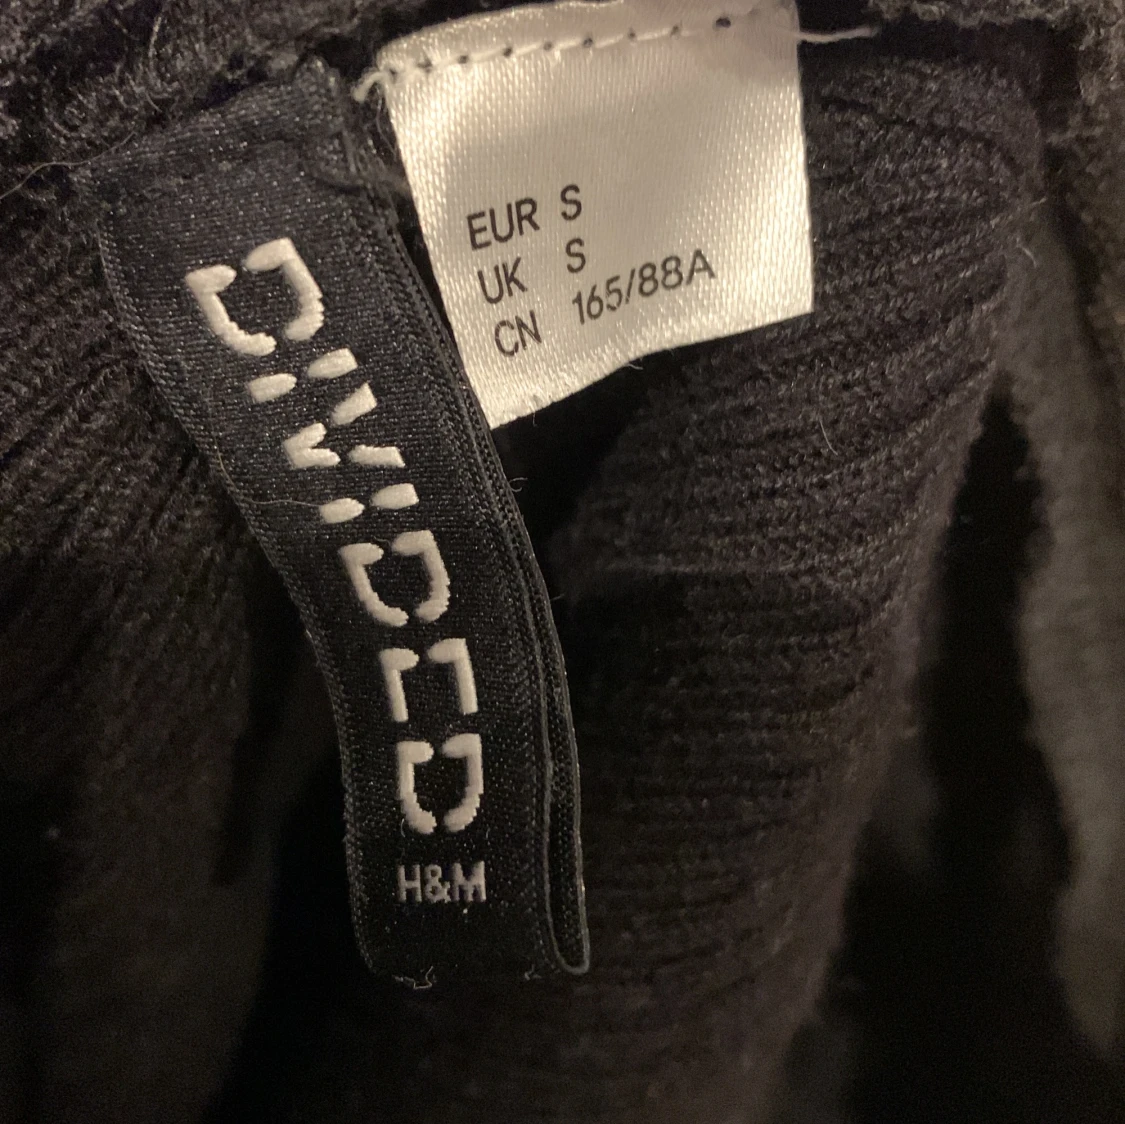 DIVIDED
H&M
EUR S
UK S
CN 165/88A